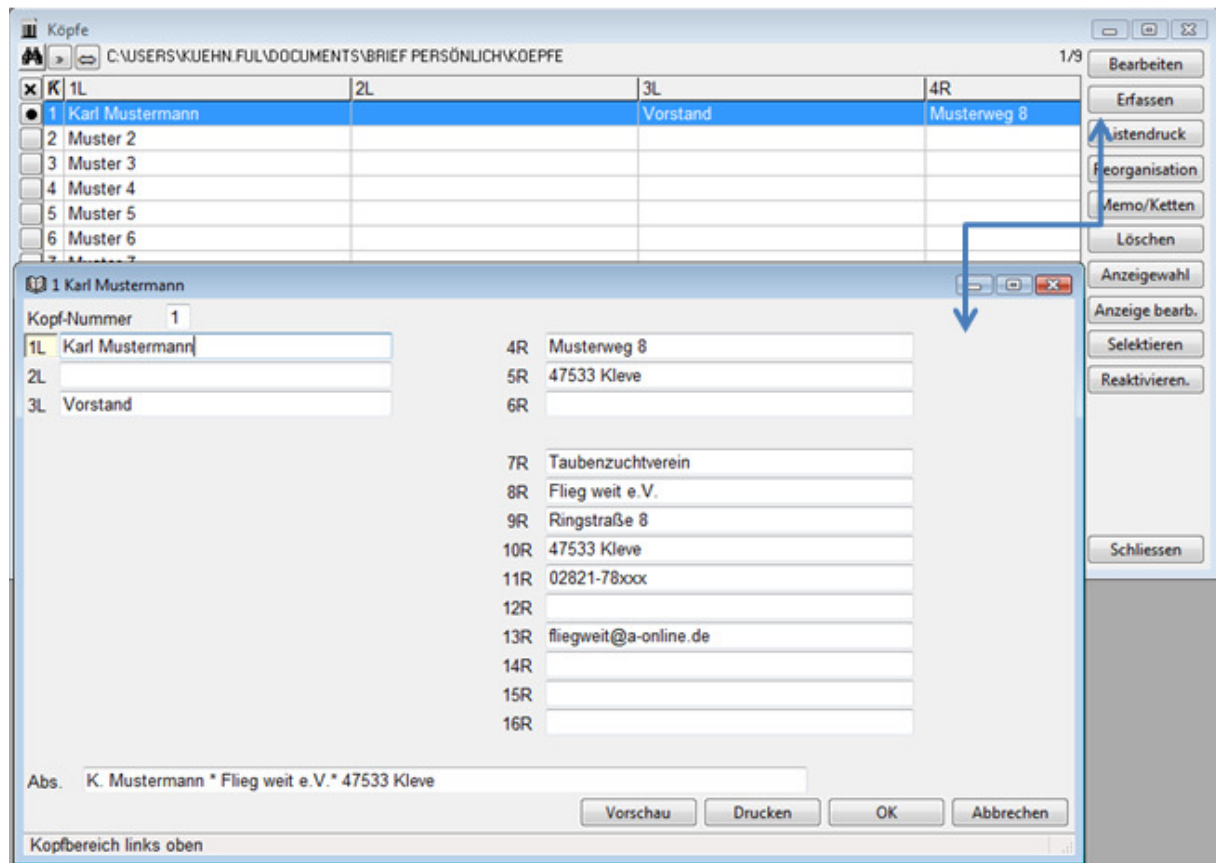 Köpfe
» C:\USERS\KUEHN.FUL\DOCUMENTS\BRIEF PERSÖNLICH\KOEPFE 1/9
K 1L 2L 3L 4R
1 Karl Mustermann Vorstand Musterweg 8
2 Muster 2
3 Muster 3
4 Muster 4
5 Muster 5
6 Muster 6
7 Muster 7
Bearbeiten
Erfassen
Listendruck
Reorganisation
Memo/Ketten
Löschen
Anzeigewahl
Anzeige bearb.
Selektieren
Reaktivieren.
Schliessen
1 Karl Mustermann
Kopf-Nummer 1
1L Karl Mustermann
2L
3L Vorstand
4R Musterweg 8
5R 47533 Kleve
6R
7R Taubenzuchtverein
8R Flieg weit e.V.
9R Ringstraße 8
10R 47533 Kleve
11R 02821-78xxx
12R
13R fliegweit@a-online.de
14R
15R
16R
Abs. K. Mustermann * Flieg weit e.V.* 47533 Kleve
Vorschau Drucken OK Abbrechen
Kopfbereich links oben